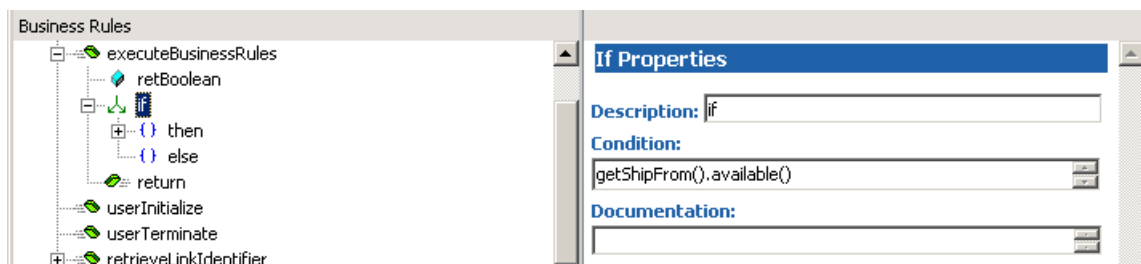 Business Rules
executeBusinessRules
retBoolean
if
{ } then
{ } else
return
userInitialize
userTerminate
retrieveLinkIdentifier
If Properties
Description: if
Condition:
getShipFrom().available()
Documentation: